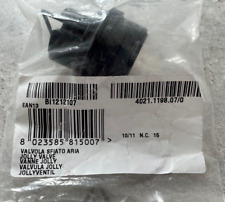 BI1212107
4021.1198.07/0
EAN13
10/11 N.C. 16
8 023585 815007 >
VALVOLA SFIATO ARIA
JOLLY VALVE
VANNE JOLLY
VALVULA JOLLY
JOLLYVENTIL